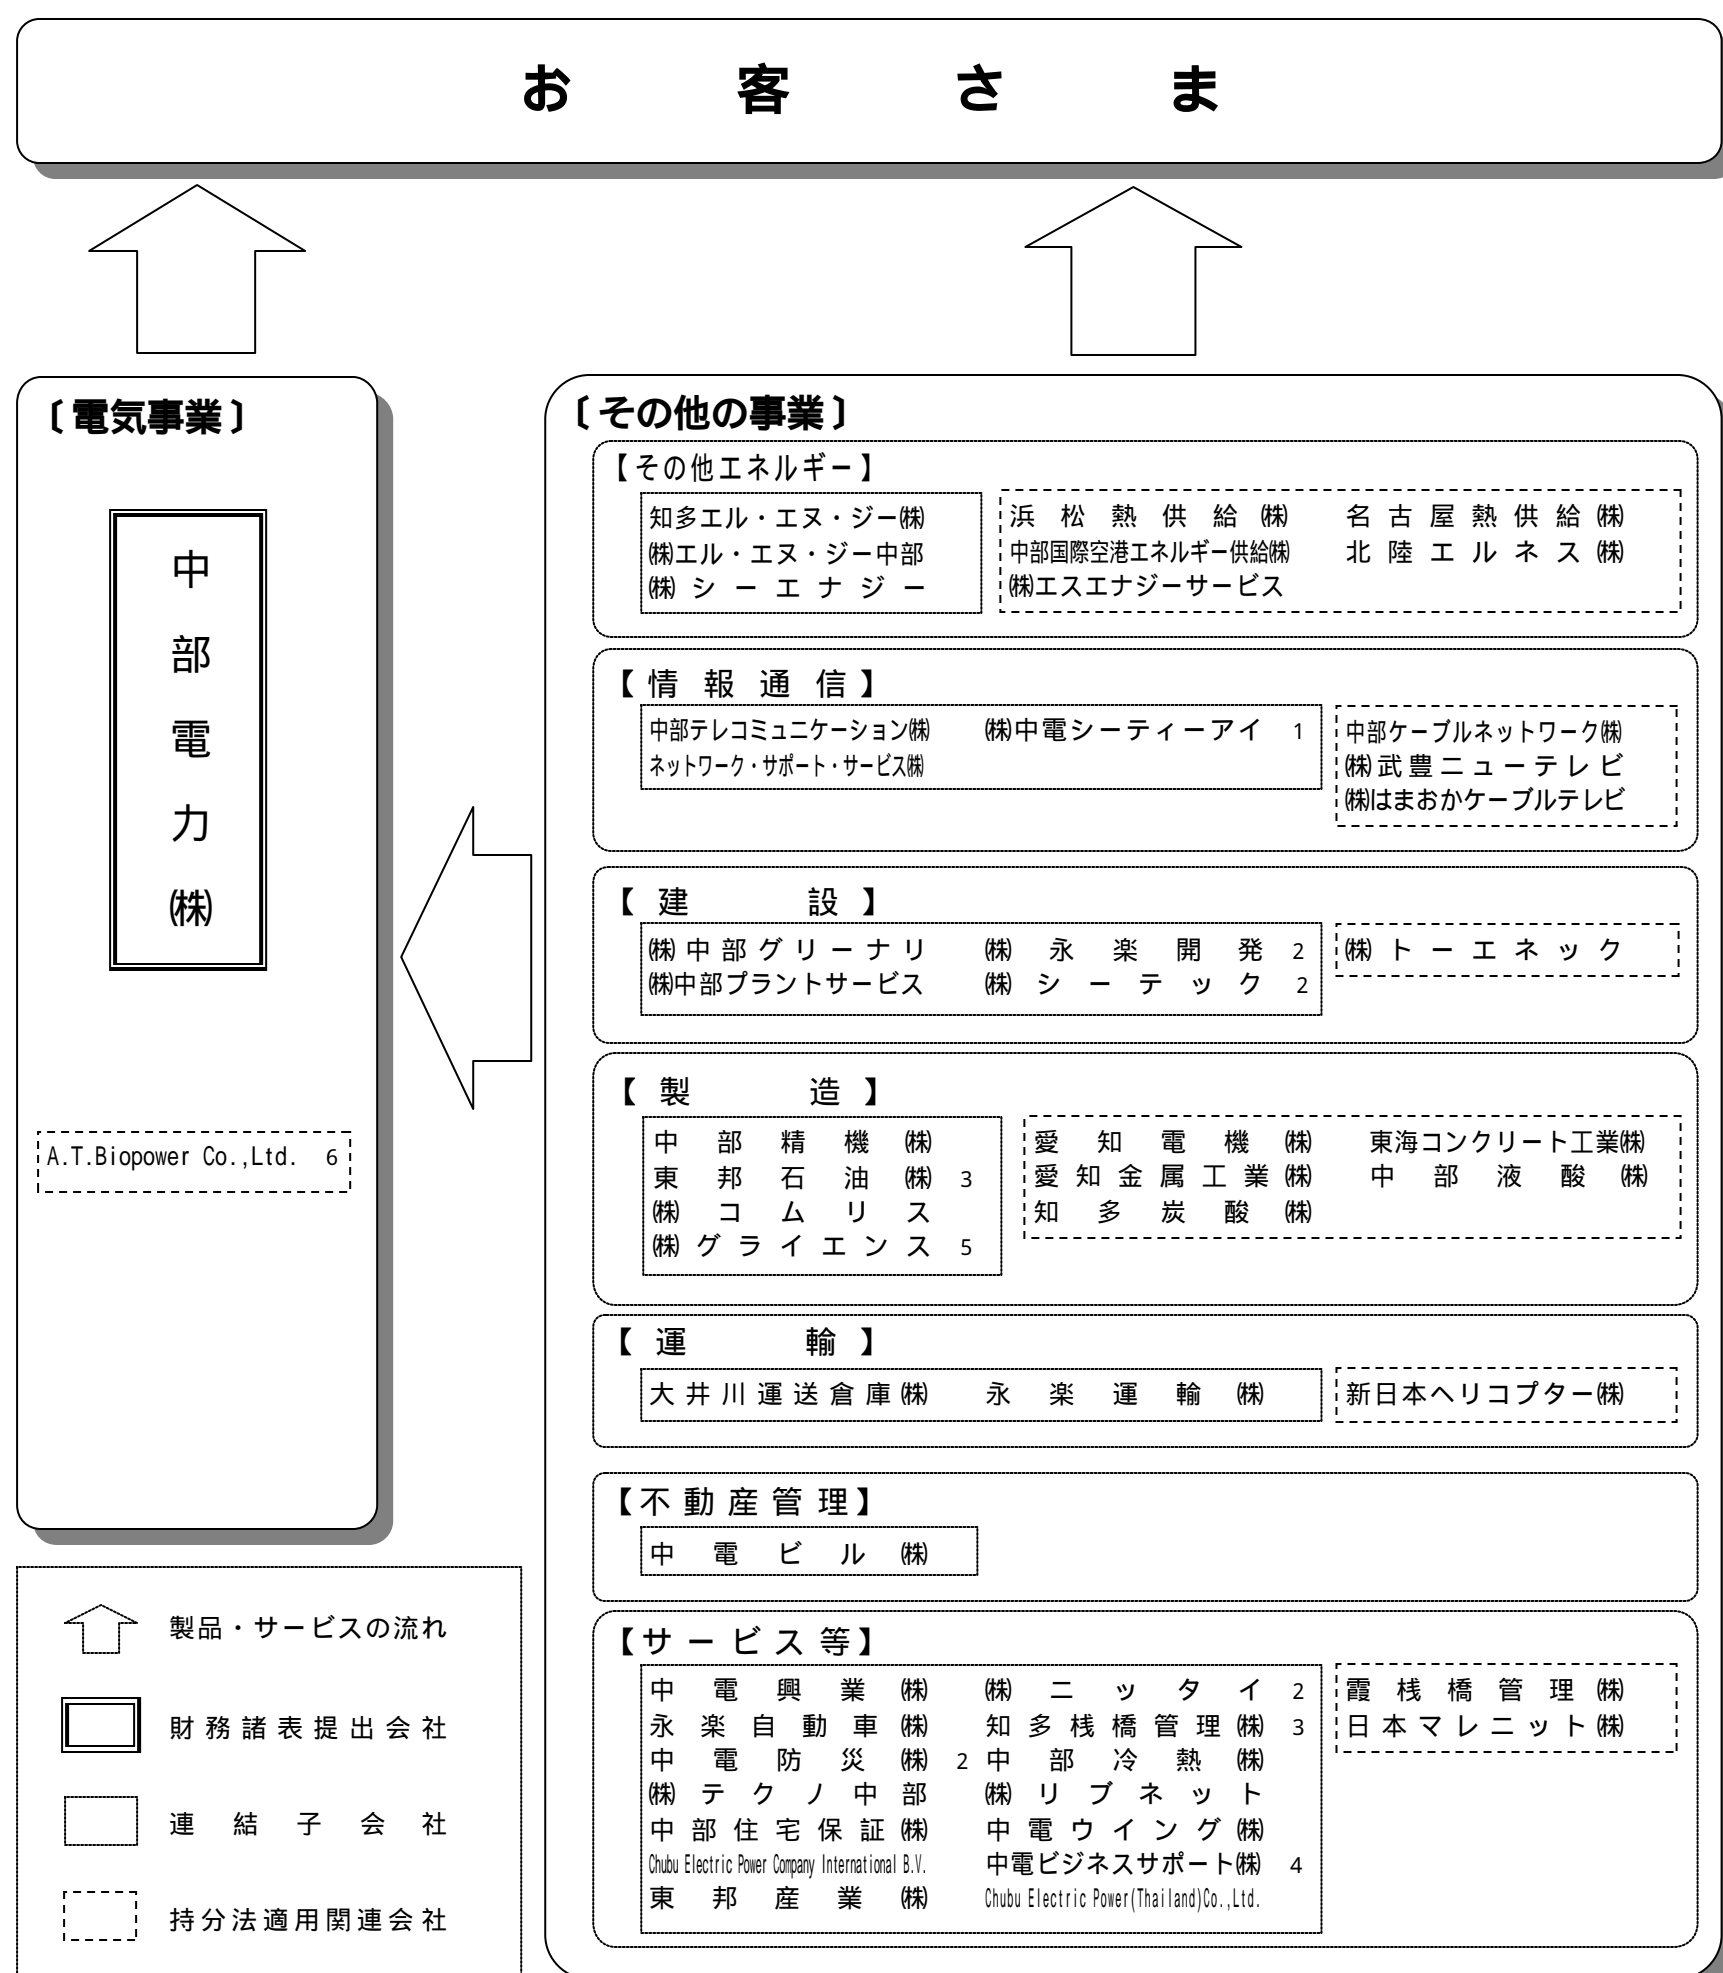 お客さま
〔電気事業〕
中部電力㈱
A.T.Biopower Co.,Ltd. 6
〔その他の事業〕
【その他エネルギー】
知多エル・エヌ・ジー㈱
㈱エル・エヌ・ジー中部
㈱シーエナジー
浜松熱供給㈱ 名古屋熱供給㈱
中部国際空港エネルギー供給㈱ 北陸エルネス㈱
㈱エスエナジーサービス
【情報通信】
中部テレコミュニケーション㈱ ㈱中電シーティーアイ 1
ネットワーク・サポート・サービス㈱
中部ケーブルネットワーク㈱
㈱武豊ニューテレビ
㈱はまおかケーブルテレビ
【建設】
㈱中部グリーナリ ㈱永楽開発 2
㈱中部プラントサービス ㈱シーテック 2
㈱トーエネック
【製造】
中部精機㈱
東邦石油㈱ 3
㈱コムリス
㈱グライエンス 5
愛知電機㈱ 東海コンクリート工業㈱
愛知金属工業㈱ 中部液酸㈱
知多炭酸㈱
【運輸】
大井川運送倉庫㈱ 永楽運輸㈱
新日本ヘリコプター㈱
【不動産管理】
中電ビル㈱
【サービス等】
中電興業㈱ ㈱ニッタイ 2
永楽自動車㈱ 知多桟橋管理㈱ 3
中電防災㈱ 2 中部冷熱㈱
㈱テクノ中部 ㈱リブネット
中部住宅保証㈱ 中電ウイング㈱
Chubu Electric Power Company International B.V. 中電ビジネスサポート㈱ 4
東邦産業㈱ Chubu Electric Power(Thailand)Co.,Ltd.
霞桟橋管理㈱
日本マレニット㈱
製品・サービスの流れ
財務諸表提出会社
連結子会社
持分法適用関連会社